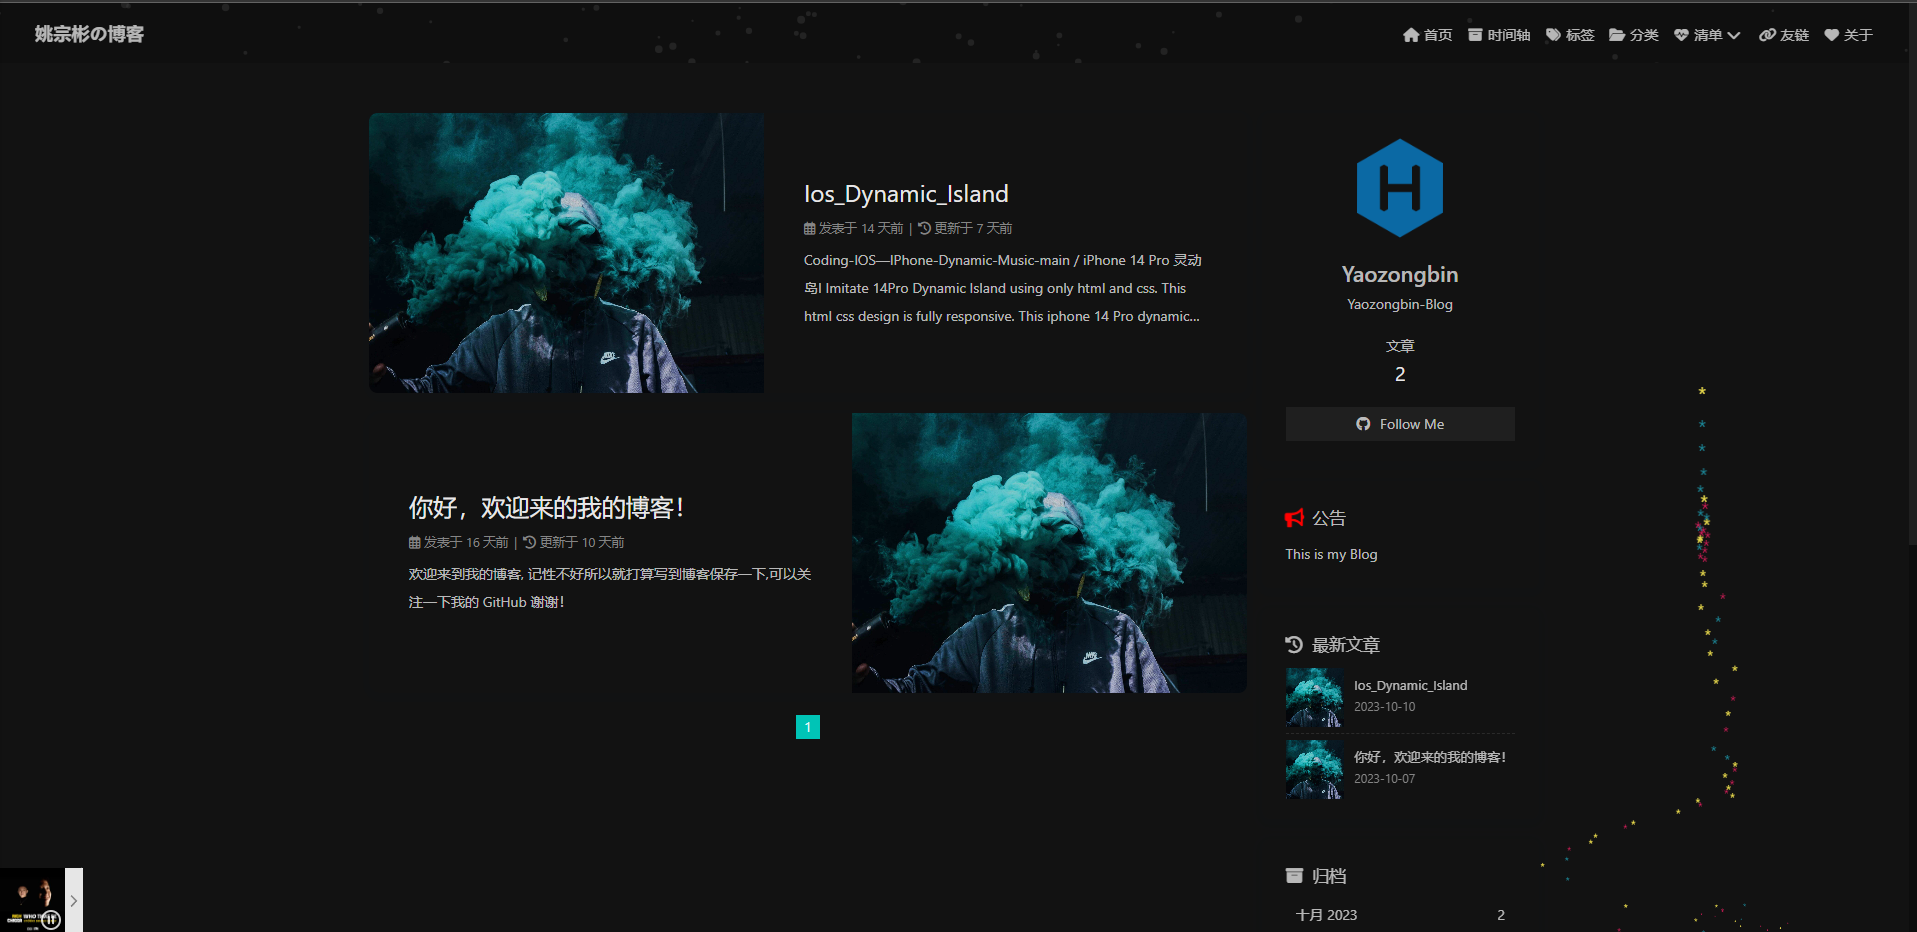 姚宗彬の博客
首页 时间轴 标签 分类 清单 友链 关于
Ios_Dynamic_Island
发表于 14 天前 | 更新于 7 天前
Coding-IOS—IPhone-Dynamic-Music-main / iPhone 14 Pro 灵动
岛I Imitate 14Pro Dynamic Island using only html and css. This
html css design is fully responsive. This iphone 14 Pro dynamic...
你好，欢迎来的我的博客！
发表于 16 天前 | 更新于 10 天前
欢迎来到我的博客, 记性不好所以就打算写到博客保存一下,可以关
注一下我的 GitHub 谢谢！
1
H
Yaozongbin
Yaozongbin-Blog
文章
2
Follow Me
公告
This is my Blog
最新文章
Ios_Dynamic_Island
2023-10-10
你好，欢迎来的我的博客！
2023-10-07
归档
十月 2023 2